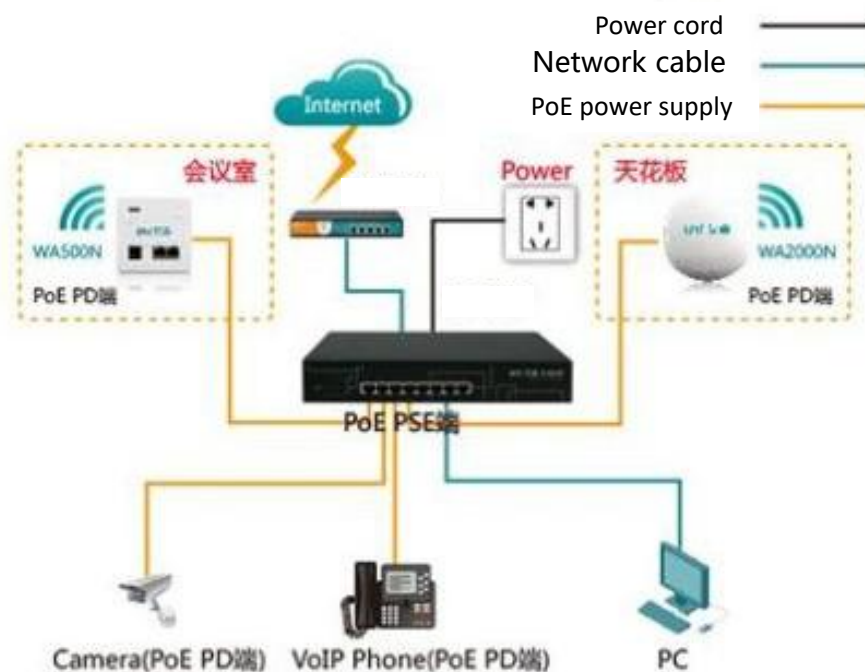 Power cord
Network cable
PoE power supply
Internet
会议室
Power
天花板
WA500N
WA2000N
PoE PD端
PoE PD端
PoE PSE端
Camera(PoE PD端)
VoIP Phone(PoE PD端)
PC